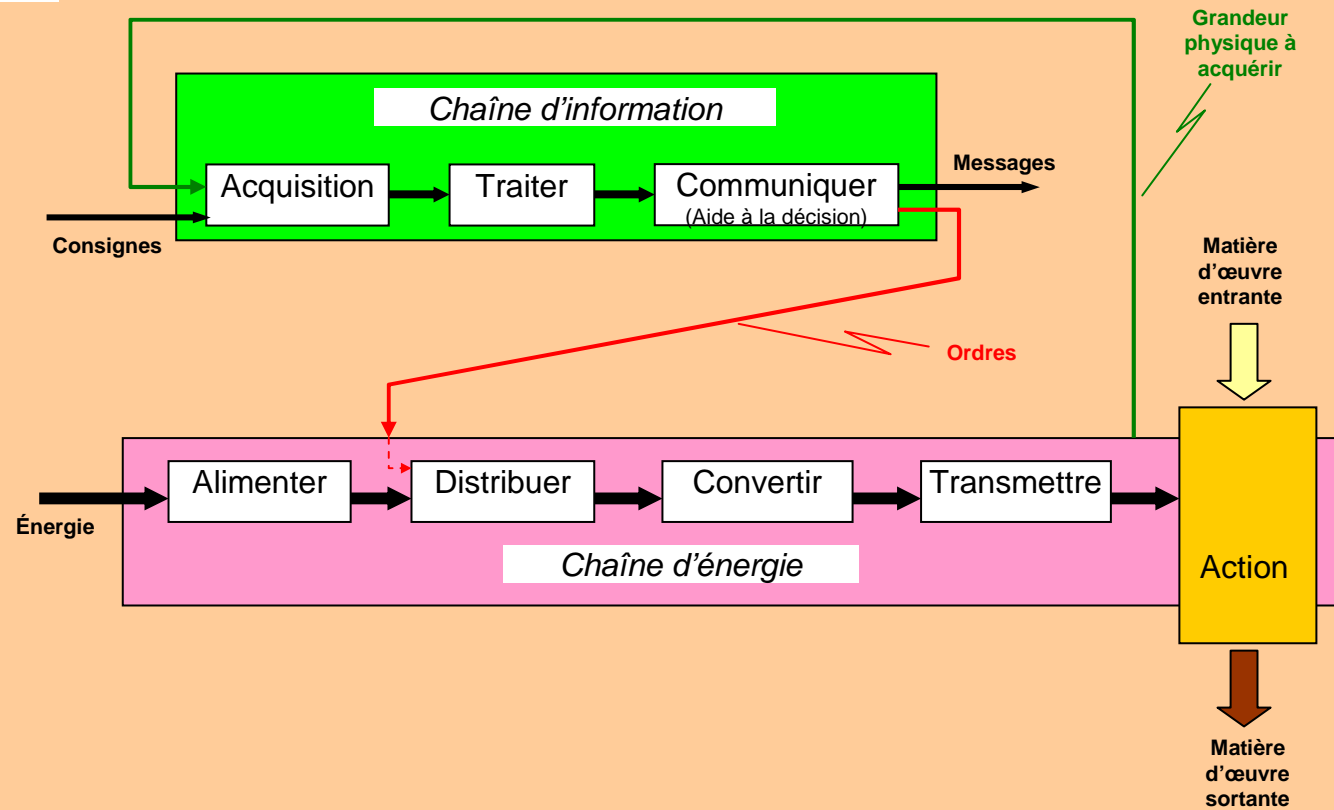 Grandeur
physique à
acquérir
Chaîne d'information
Acquisition
Traiter
Communiquer
(Aide à la décision)
Messages
Consignes
Matière
d'œuvre
entrante
Ordres
Alimenter
Distribuer
Convertir
Transmettre
Énergie
Chaîne d'énergie
Action
Matière
d'œuvre
sortante